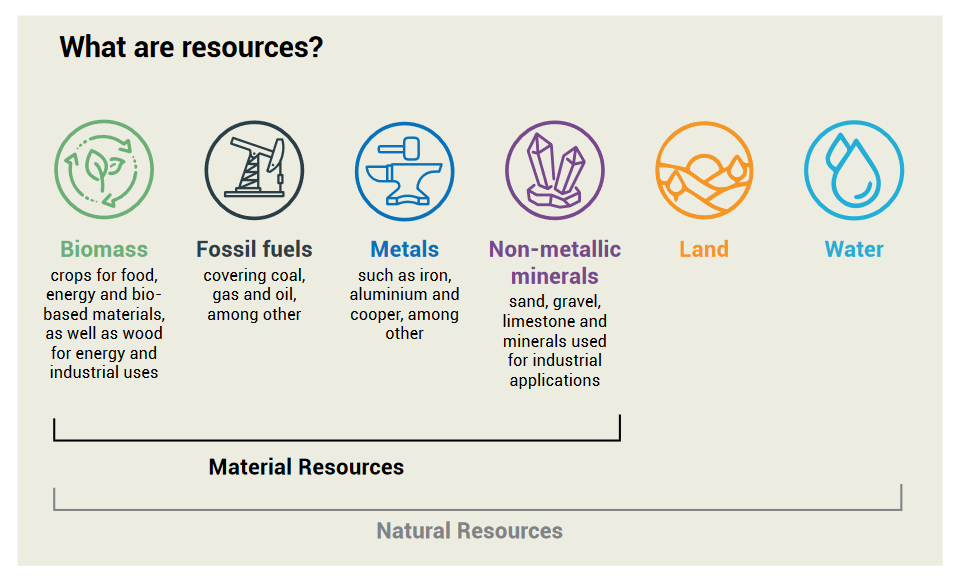 What are resources?
Biomass
crops for food,
energy and bio-
based materials,
as well as wood
for energy and
industrial uses
Fossil fuels
covering coal,
gas and oil,
among other
Metals
such as iron,
aluminium and
cooper, among
other
Non-metallic
minerals
sand, gravel,
limestone and
minerals used
for industrial
applications
Land
Water
Material Resources
Natural Resources